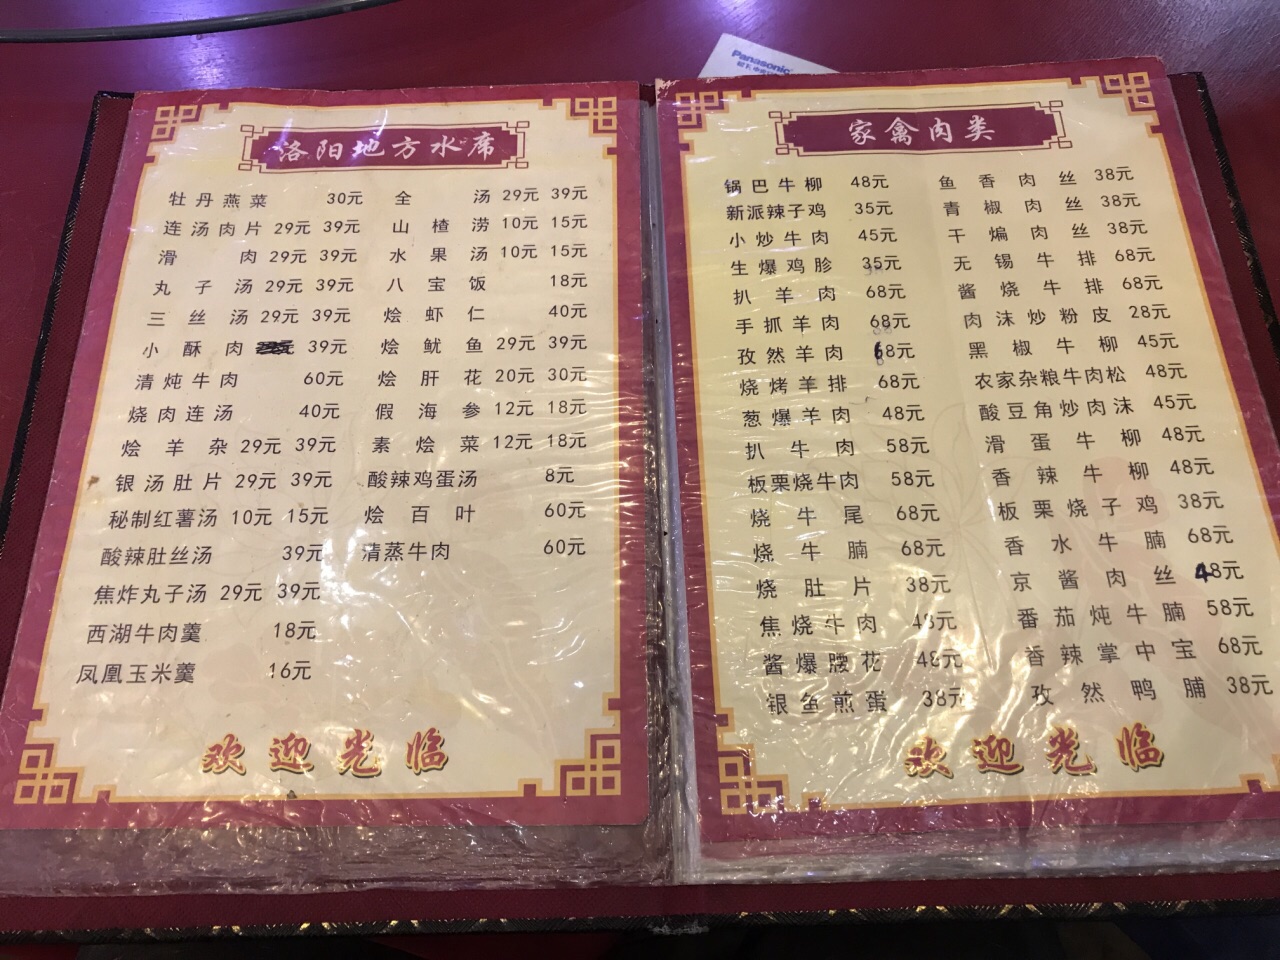 Panasonic
洛阳地方水席
牡丹燕菜 30元
连汤肉片 29元 39元
滑肉 29元 39元
丸子汤 29元 39元
三丝汤 29元 39元
小酥肉 39元
清炖牛肉 60元
烧肉连汤 40元
烩羊杂 29元 39元
银汤肚片 29元 39元
秘制红薯汤 10元 15元
酸辣肚丝汤 39元
焦炸丸子汤 29元 39元
西湖牛肉羹 18元
凤凰玉米羹 16元
全汤 29元 39元
山楂涝 10元 15元
水果汤 10元 15元
八宝饭 18元
烩虾仁 40元
烩鱿鱼 29元 39元
烩肝花 20元 30元
假海参 12元 18元
素烩菜 12元 18元
酸辣鸡蛋汤 8元
烩百叶 60元
清蒸牛肉 60元
欢迎光临
家禽肉类
锅巴牛柳 48元
新派辣子鸡 35元
小炒牛肉 45元
生爆鸡胗 35元
扒羊肉 68元
手抓羊肉 68元
孜然羊肉 68元
烧烤羊排 68元
葱爆羊肉 48元
扒牛肉 58元
板栗烧牛肉 58元
烧牛尾 68元
烧牛腩 68元
烧肚片 38元
焦烧牛肉 48元
酱爆腰花 48元
银鱼煎蛋 38元
鱼香肉丝 38元
青椒肉丝 38元
干煸肉丝 38元
无锡牛排 68元
酱烧牛排 68元
肉沫炒粉皮 28元
黑椒牛柳 45元
农家杂粮牛肉松 48元
酸豆角炒肉沫 45元
滑蛋牛柳 48元
香辣牛柳 48元
板栗烧子鸡 38元
香水牛腩 68元
京酱肉丝 48元
番茄炖牛腩 58元
香辣掌中宝 68元
孜然鸭脯 38元
欢迎光临